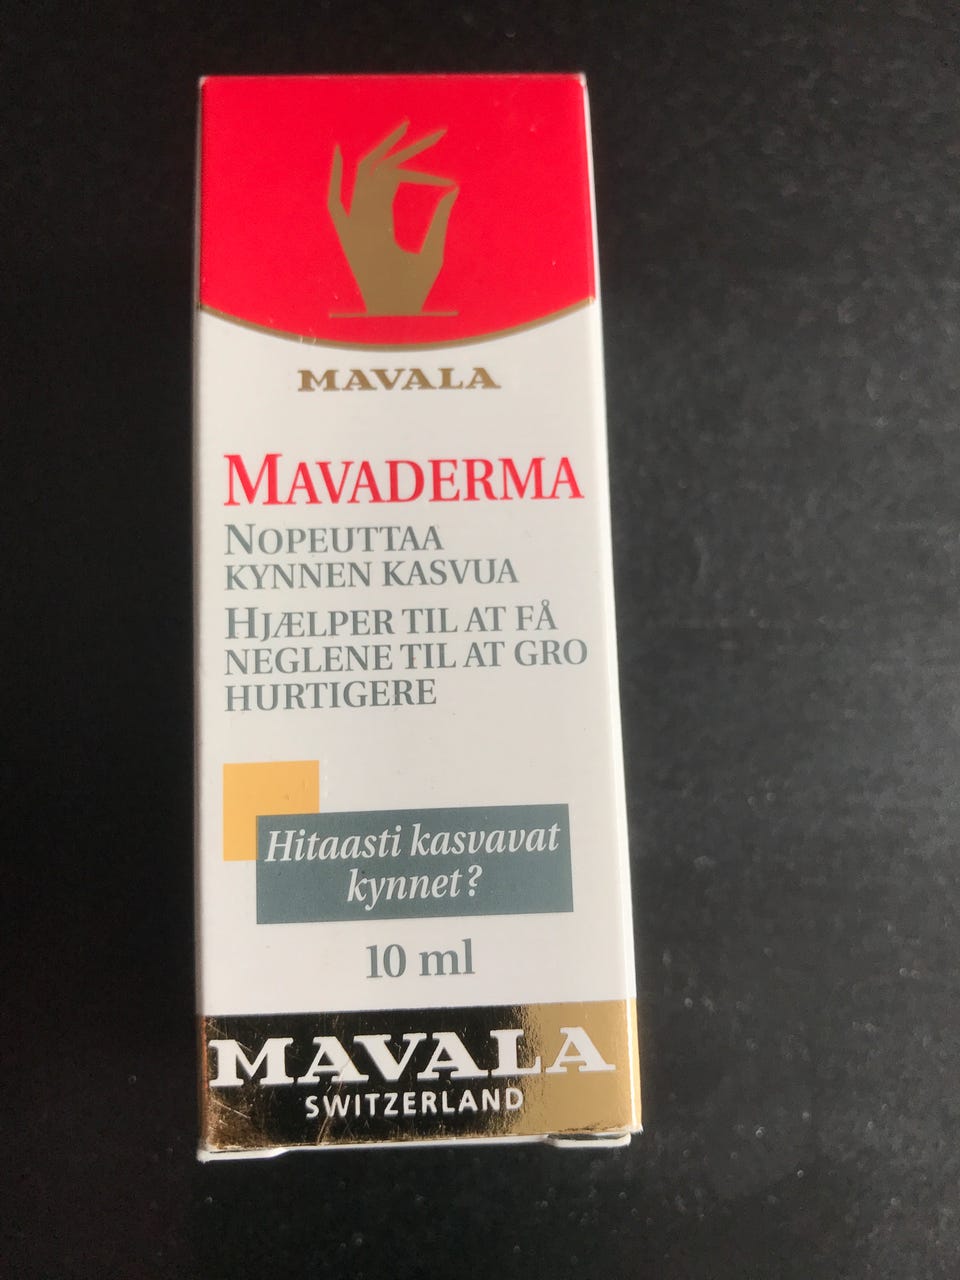 MAVALA
MAVADERMA
NOPEUTTAA
KYNNEN KASVUA
HJÆLPER TIL AT FÅ
NEGLENE TIL AT GRO
HURTIGERE
Hitaasti kasvavat
kynnet?
10 ml
MAVALA
SWITZERLAND